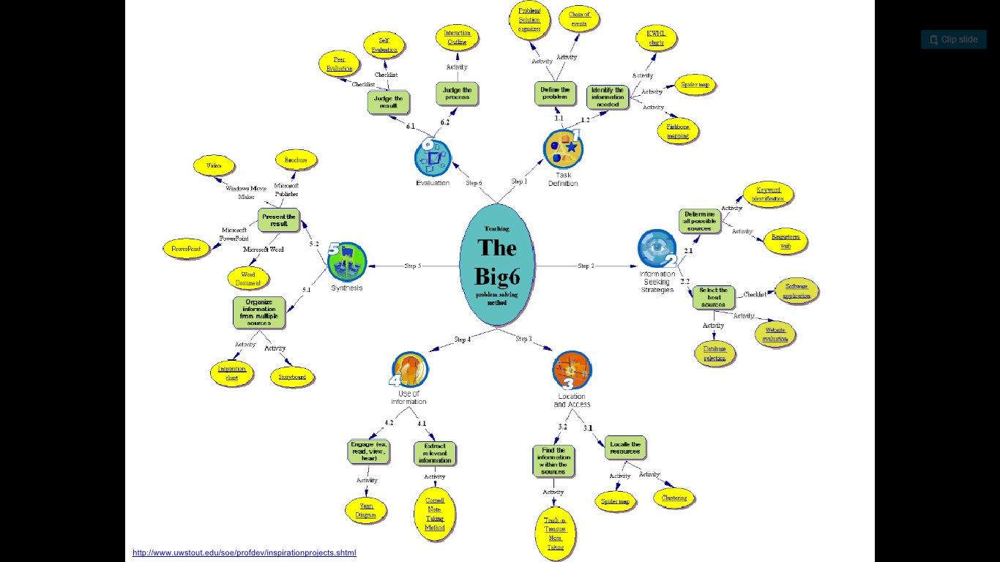 Clip slide
Teaching
The
Big6
problem solving
method
Step 1
1
Task
Definition
1.1
Define the
problem
Activity
Problem/
Solution
organizer
Activity
Chain of
events
1.2
Identify the
information
needed
Activity
KWHL
charts
Activity
Spider map
Activity
Fishbone
mapping
Step 2
2
Information
Seeking
Strategies
2.1
Determine
all possible
sources
Activity
Keyword
identification
Activity
Brainstorm
web
2.2
Select the
best
sources
Checklist
Software
application
Activity
Website
evaluation
Activity
Database
selection
Step 3
3
Location
and Access
3.1
Locate the
resources
Activity
Spider map
Activity
Clustering
3.2
Find the
information
within the
sources
Activity
Trash-n-
Treasure
Note
Taking
Step 4
4
Use of
Information
4.1
Extract
relevant
information
Activity
Cornell
Note
Taking
Method
4.2
Engage (ex,
read, view,
hear)
Activity
Venn
Diagram
Step 5
5
Synthesis
5.1
Organize
information
from multiple
sources
Activity
Inspiration
chart
Activity
Storyboard
5.2
Present the
result
Windows Movie
Maker
Video
Microsoft
Publisher
Brochure
Microsoft
PowerPoint
PowerPoint
Microsoft Word
Word
Document
Step 6
6
Evaluation
6.1
Judge the
result
Checklist
Peer
Evaluation
Checklist
Self
Evaluation
6.2
Judge the
process
Activity
Interaction
Outline
http://www.uwstout.edu/soe/profdev/inspirationprojects.shtml